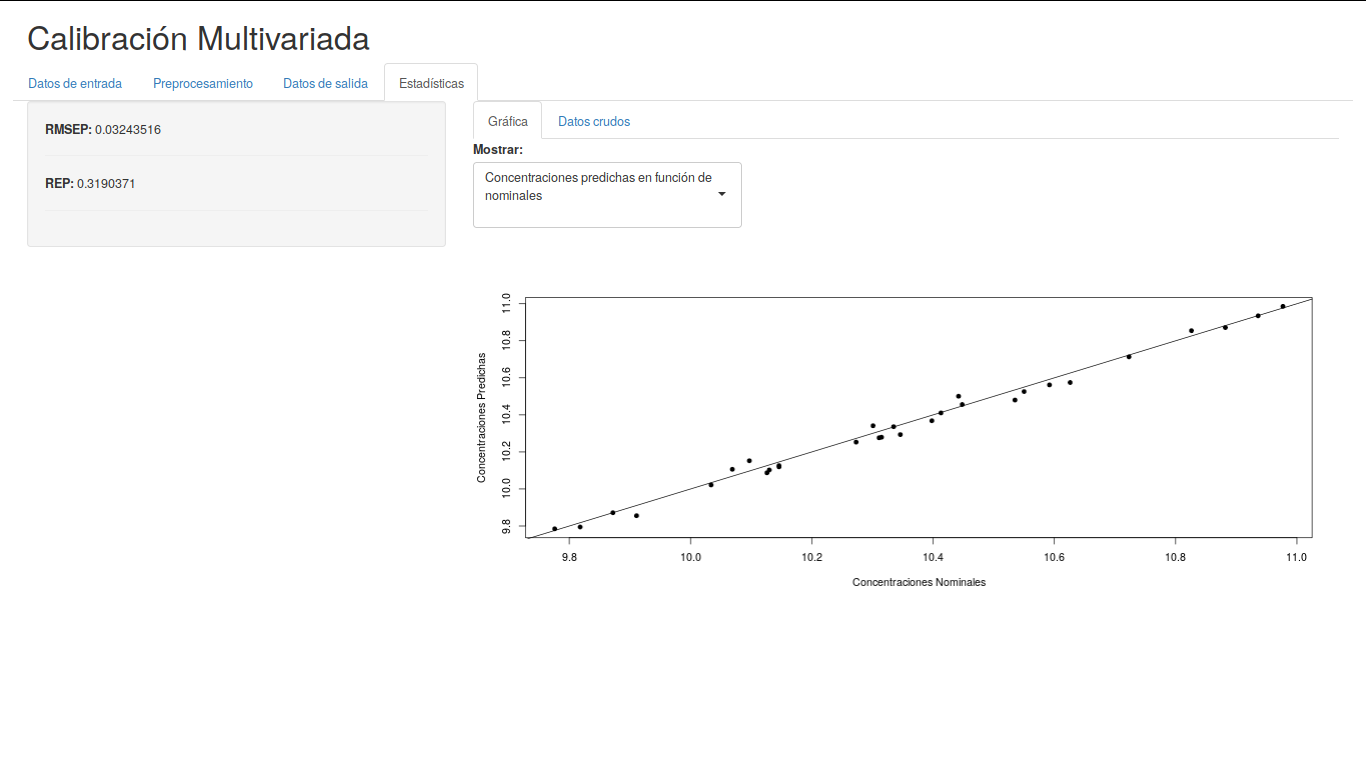 Calibración Multivariada
Datos de entrada
Preprocesamiento
Datos de salida
Estadísticas
RMSEP: 0.03243516
REP: 0.3190371
Gráfica
Datos crudos
Mostrar:
Concentraciones predichas en función de
nominales
Concentraciones Predichas
11.0
10.8
10.6
10.4
10.2
10.0
9.8
9.8
10.0
10.2
10.4
10.6
10.8
11.0
Concentraciones Nominales